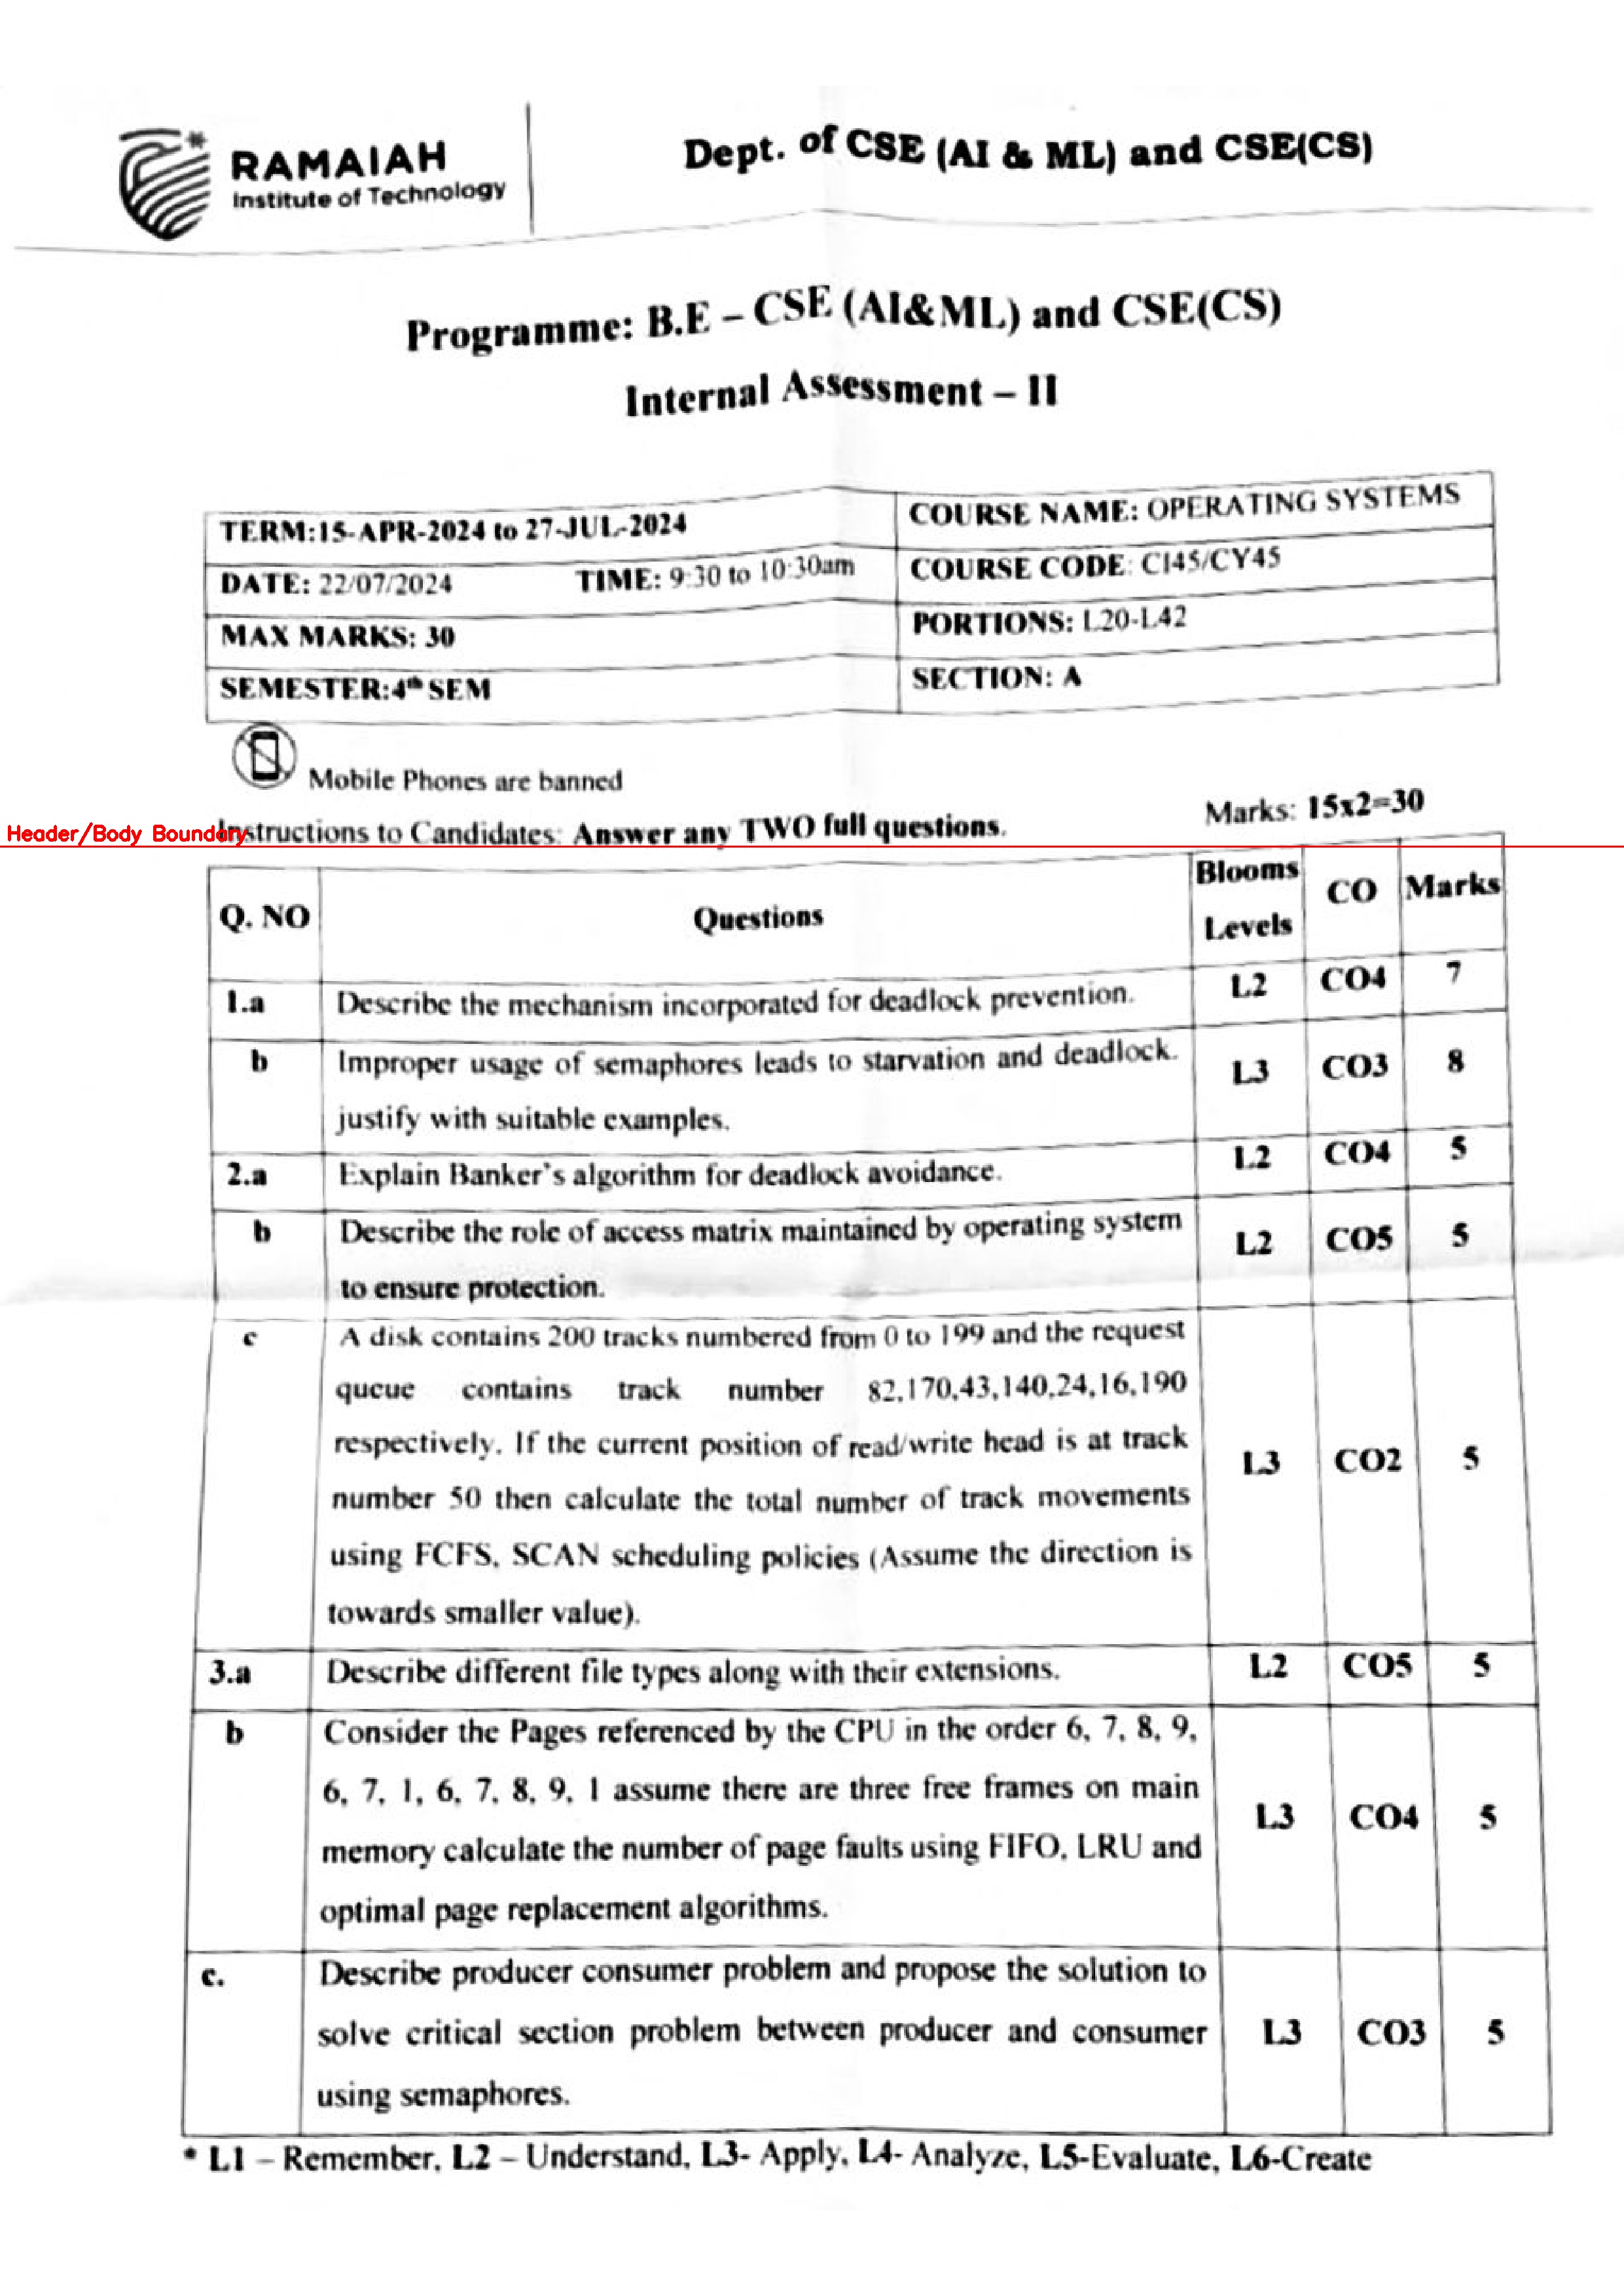 RAMAIAH
Institute of Technology
Dept. of CSE (AI & ML) and CSE(CS)
Programme: B.E – CSE (AI&ML) and CSE(CS)
Internal Assessment – II
TERM:15-APR-2024 to 27-JUL-2024
COURSE NAME: OPERATING SYSTEMS
DATE: 22/07/2024 TIME: 9:30 to 10:30am
COURSE CODE: CI45/CY45
MAX MARKS: 30
PORTIONS: L20-L42
SEMESTER:4th SEM
SECTION: A
Mobile Phones are banned
Header/Body Boundary
Instructions to Candidates: Answer any TWO full questions. Marks: 15x2=30
Q. NO Questions Blooms Levels CO Marks
1.a Describe the mechanism incorporated for deadlock prevention. L2 CO4 7
b Improper usage of semaphores leads to starvation and deadlock.
justify with suitable examples. L3 CO3 8
2.a Explain Banker's algorithm for deadlock avoidance. L2 CO4 5
b Describe the role of access matrix maintained by operating system
to ensure protection. L2 CO5 5
c A disk contains 200 tracks numbered from 0 to 199 and the request
queue contains track number 82,170,43,140,24,16,190
respectively. If the current position of read/write head is at track
number 50 then calculate the total number of track movements
using FCFS, SCAN scheduling policies (Assume the direction is
towards smaller value). L3 CO2 5
3.a Describe different file types along with their extensions. L2 CO5 5
b Consider the Pages referenced by the CPU in the order 6, 7, 8, 9,
6, 7, 1, 6, 7, 8, 9, 1 assume there are three free frames on main
memory calculate the number of page faults using FIFO, LRU and
optimal page replacement algorithms. L3 CO4 5
c. Describe producer consumer problem and propose the solution to
solve critical section problem between producer and consumer
using semaphores. L3 CO3 5
* L1 – Remember, L2 – Understand, L3- Apply, L4- Analyze, L5-Evaluate, L6-Create